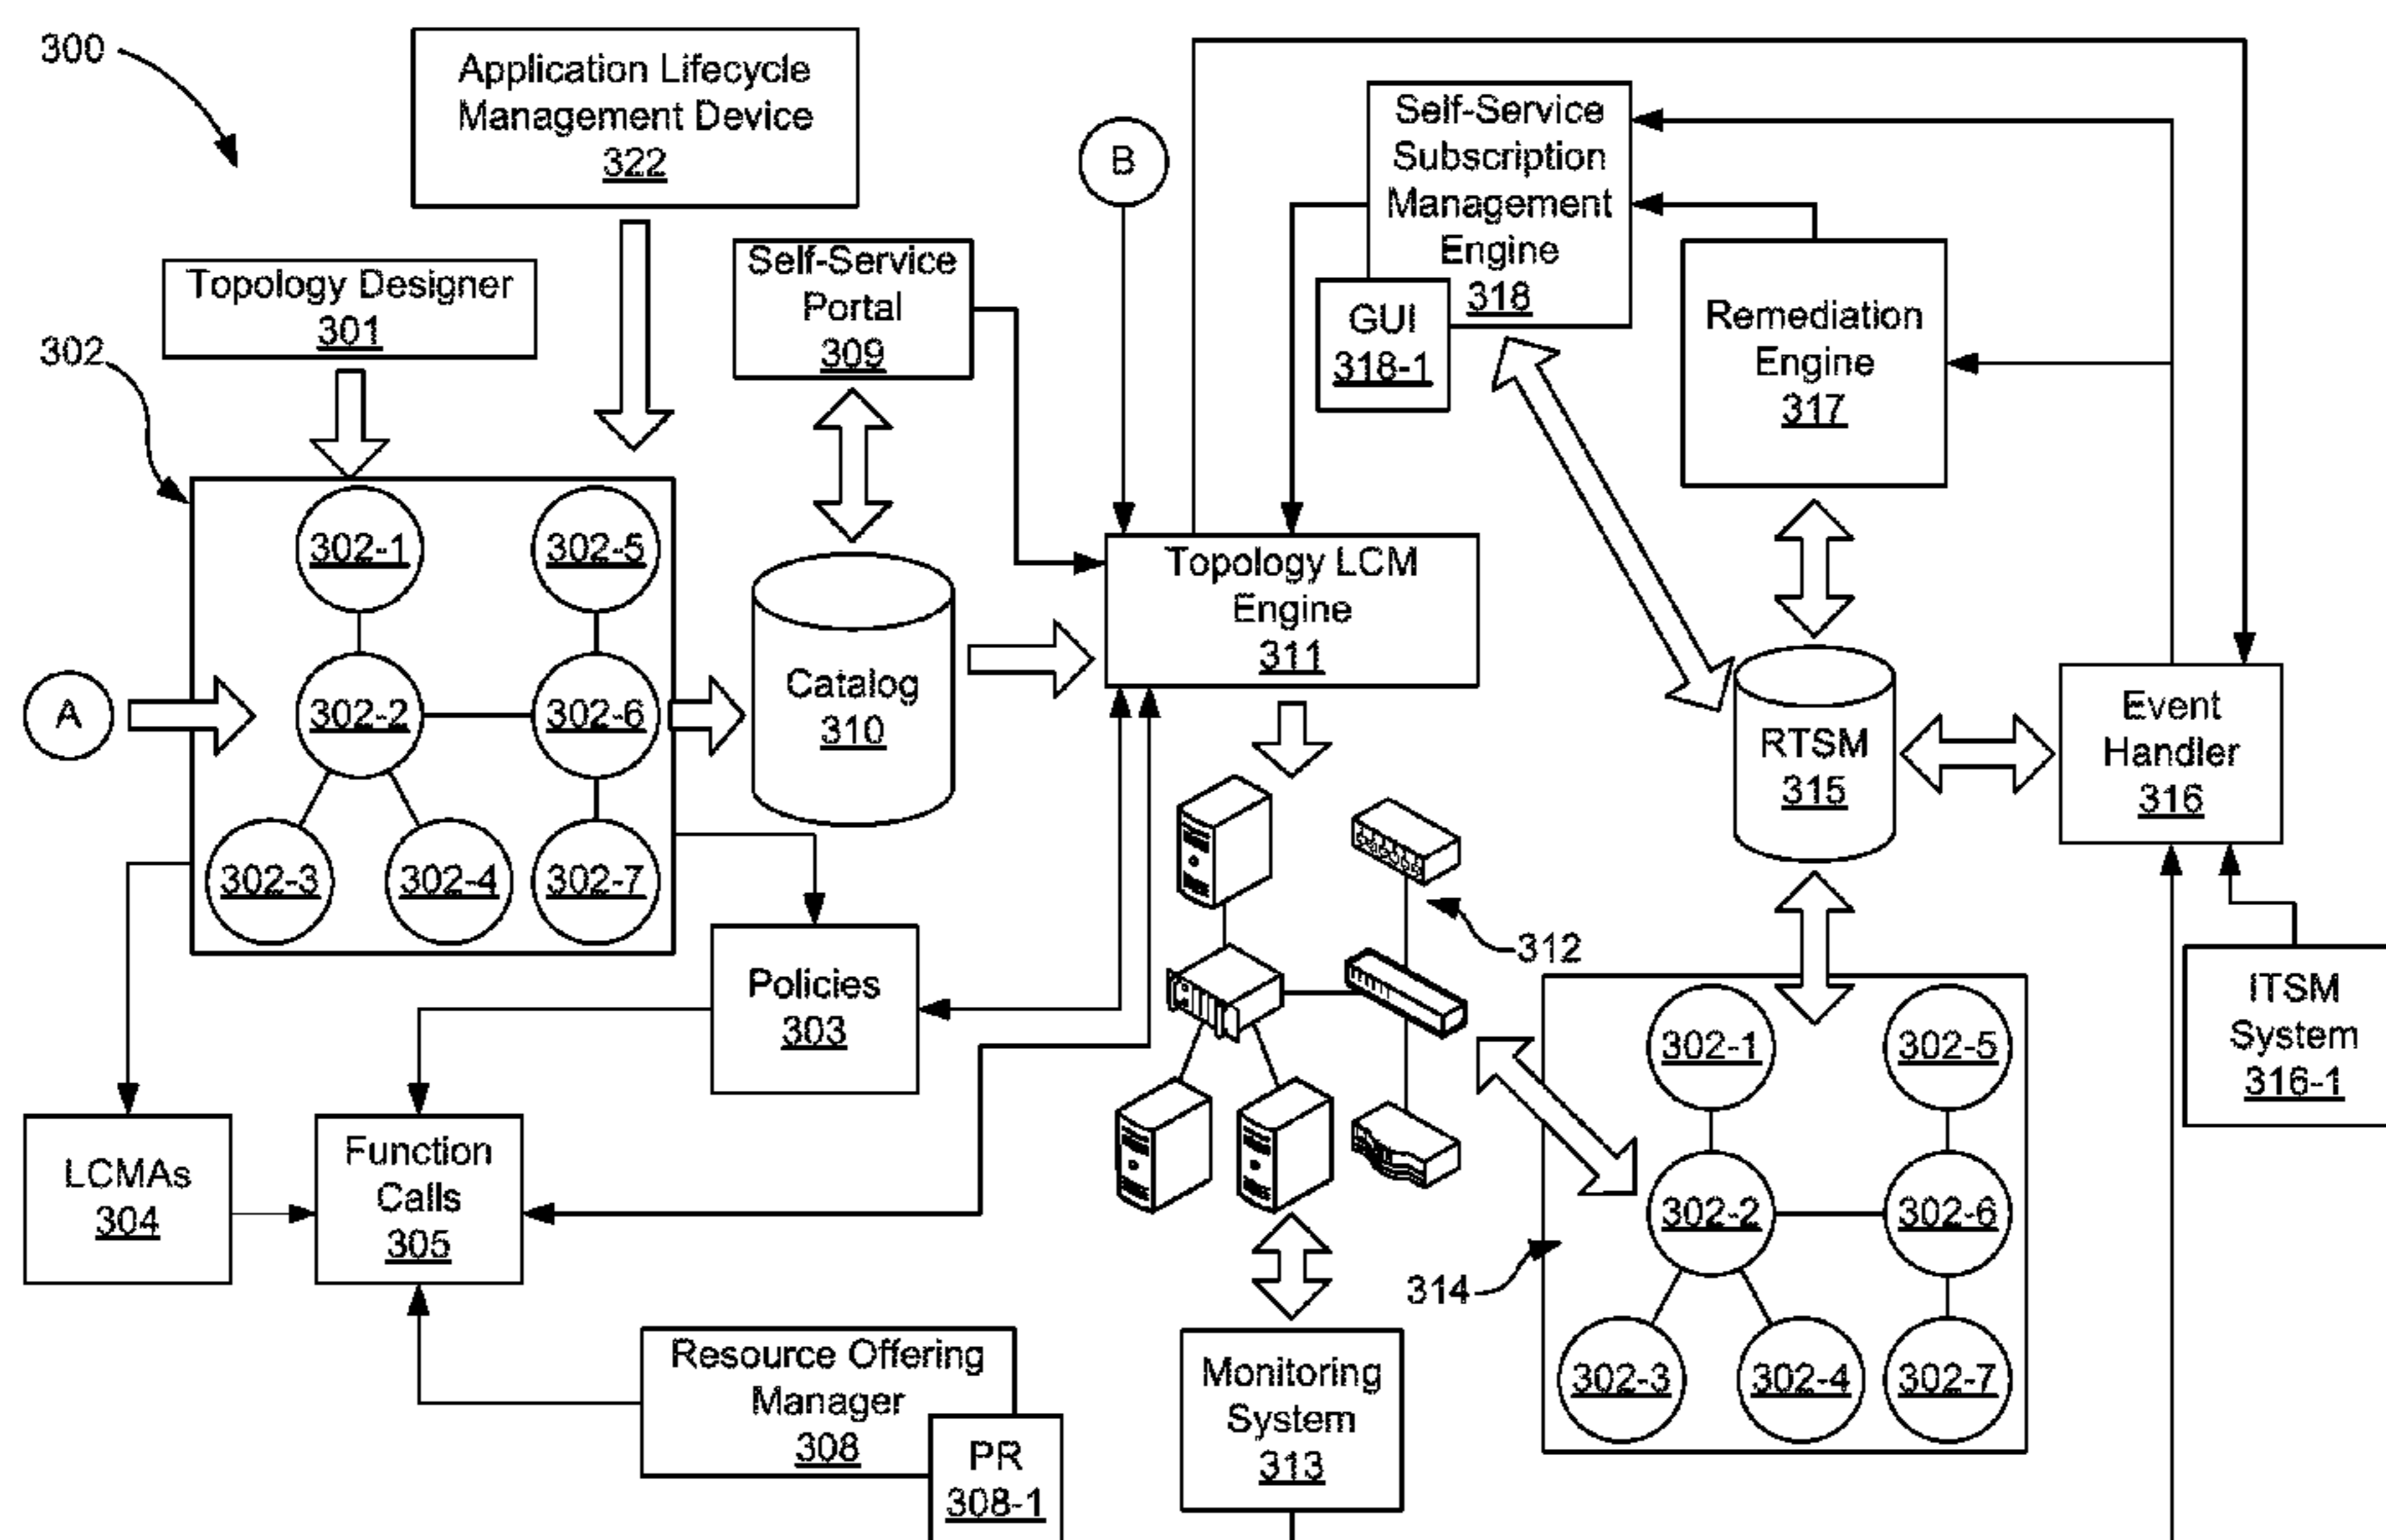 300
Application Lifecycle
Management Device
322
B
Self-Service
Subscription
Management
Engine
318
GUI
318-1
Topology Designer
301
302
Self-Service
Portal
309
Remediation
Engine
317
302-1
302-5
302-2
302-6
302-3
302-4
302-7
A
Catalog
310
Topology LCM
Engine
311
RTSM
315
Event
Handler
316
312
ITSM
System
316-1
Policies
303
LCMAs
304
Function
Calls
305
302-1
302-5
302-2
302-6
302-3
302-4
302-7
314
Resource Offering
Manager
308
PR
308-1
Monitoring
System
313